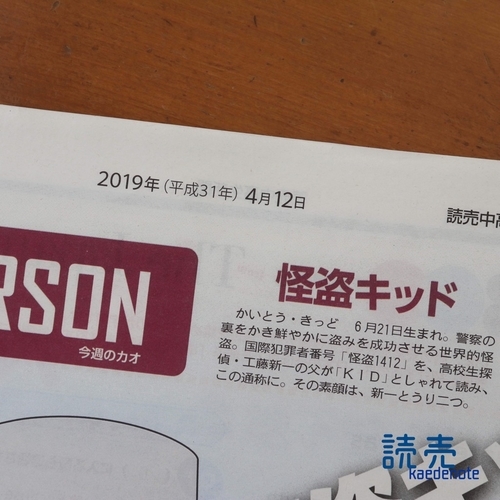 2019年(平成31年)4月12日
読売中高
RSON
今週のカオ
怪盗キッド
かいとう・きっど 6月21日生まれ。警察の
裏をかき鮮やかに盗みを成功させる世界的怪
盗。国際犯罪者番号「怪盗1412」を、高校生探
偵・工藤新一の父が「KID」としゃれて読み、
この通称に。その素顔は、新一とうり二つ。
読売
kaedenote